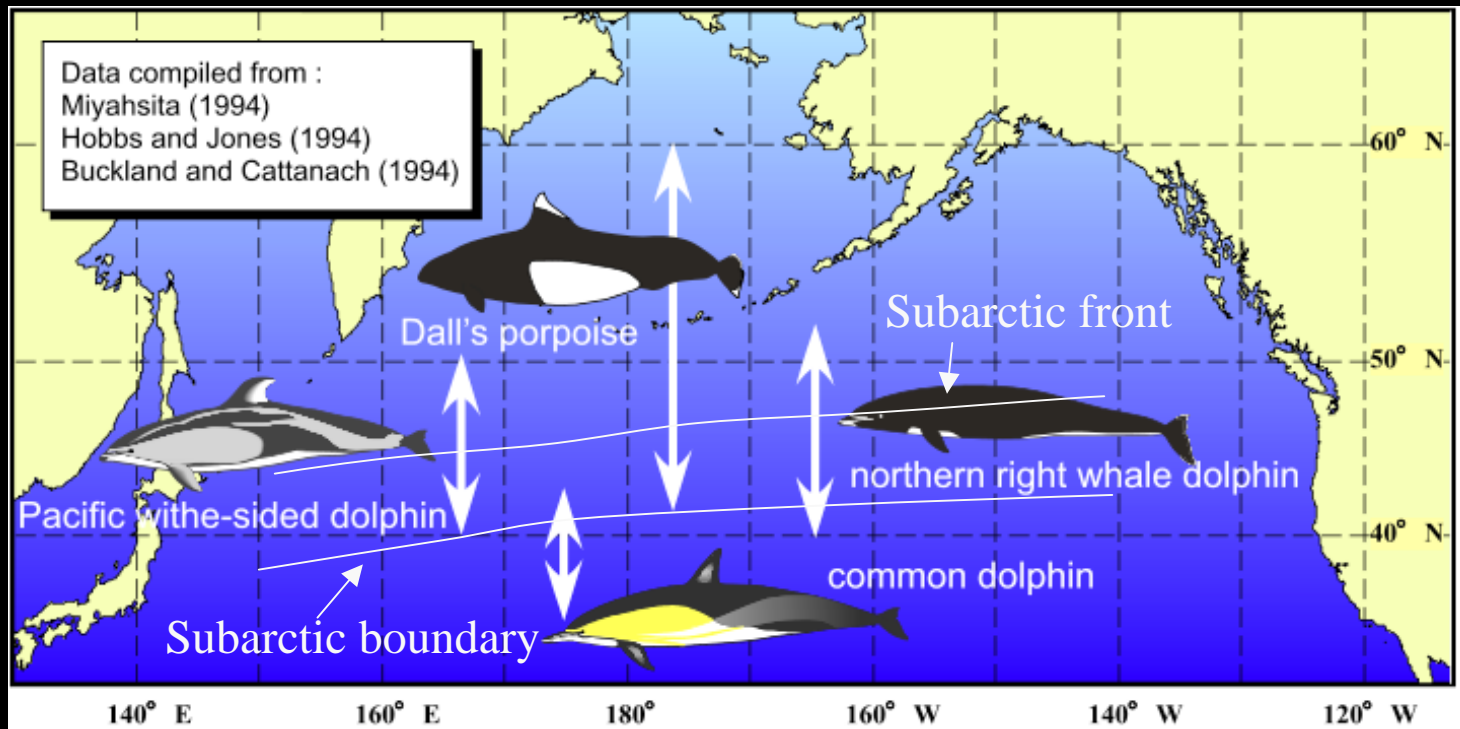 Data compiled from :
Miyahsita (1994)
Hobbs and Jones (1994)
Buckland and Cattanach (1994)
60° N
Subarctic front
Dall's porpoise
50° N
northern right whale dolphin
Pacific withe-sided dolphin
40° N
common dolphin
Subarctic boundary
140° E
160° E
180°
160° W
140° W
120° W